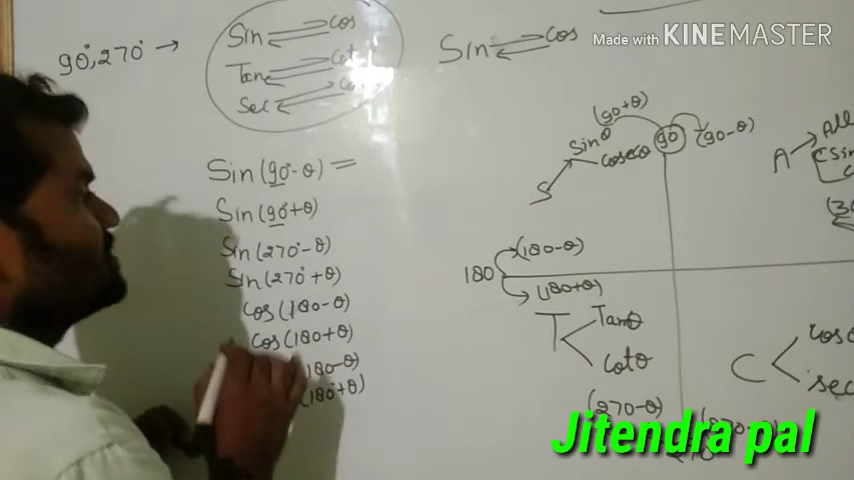 Made with KINEMASTER
90°, 270° →
Sin ⇌ cos
Tan ⇌ Cot
Sec ⇌
Sin ⇌ cos
Sin (90°-θ) =
Sin (90°+θ)
Sin (270°-θ)
Sin (270°+θ)
cos (180-θ)
cos (180+θ)
180-θ)
(180°+θ)
(90+θ)
90
(90-θ)
Sinθ
cosecθ
S
A
All
180
(180-θ)
(180+θ)
T
Tanθ
cotθ
C
sec
(270-θ)
Jitendra pal